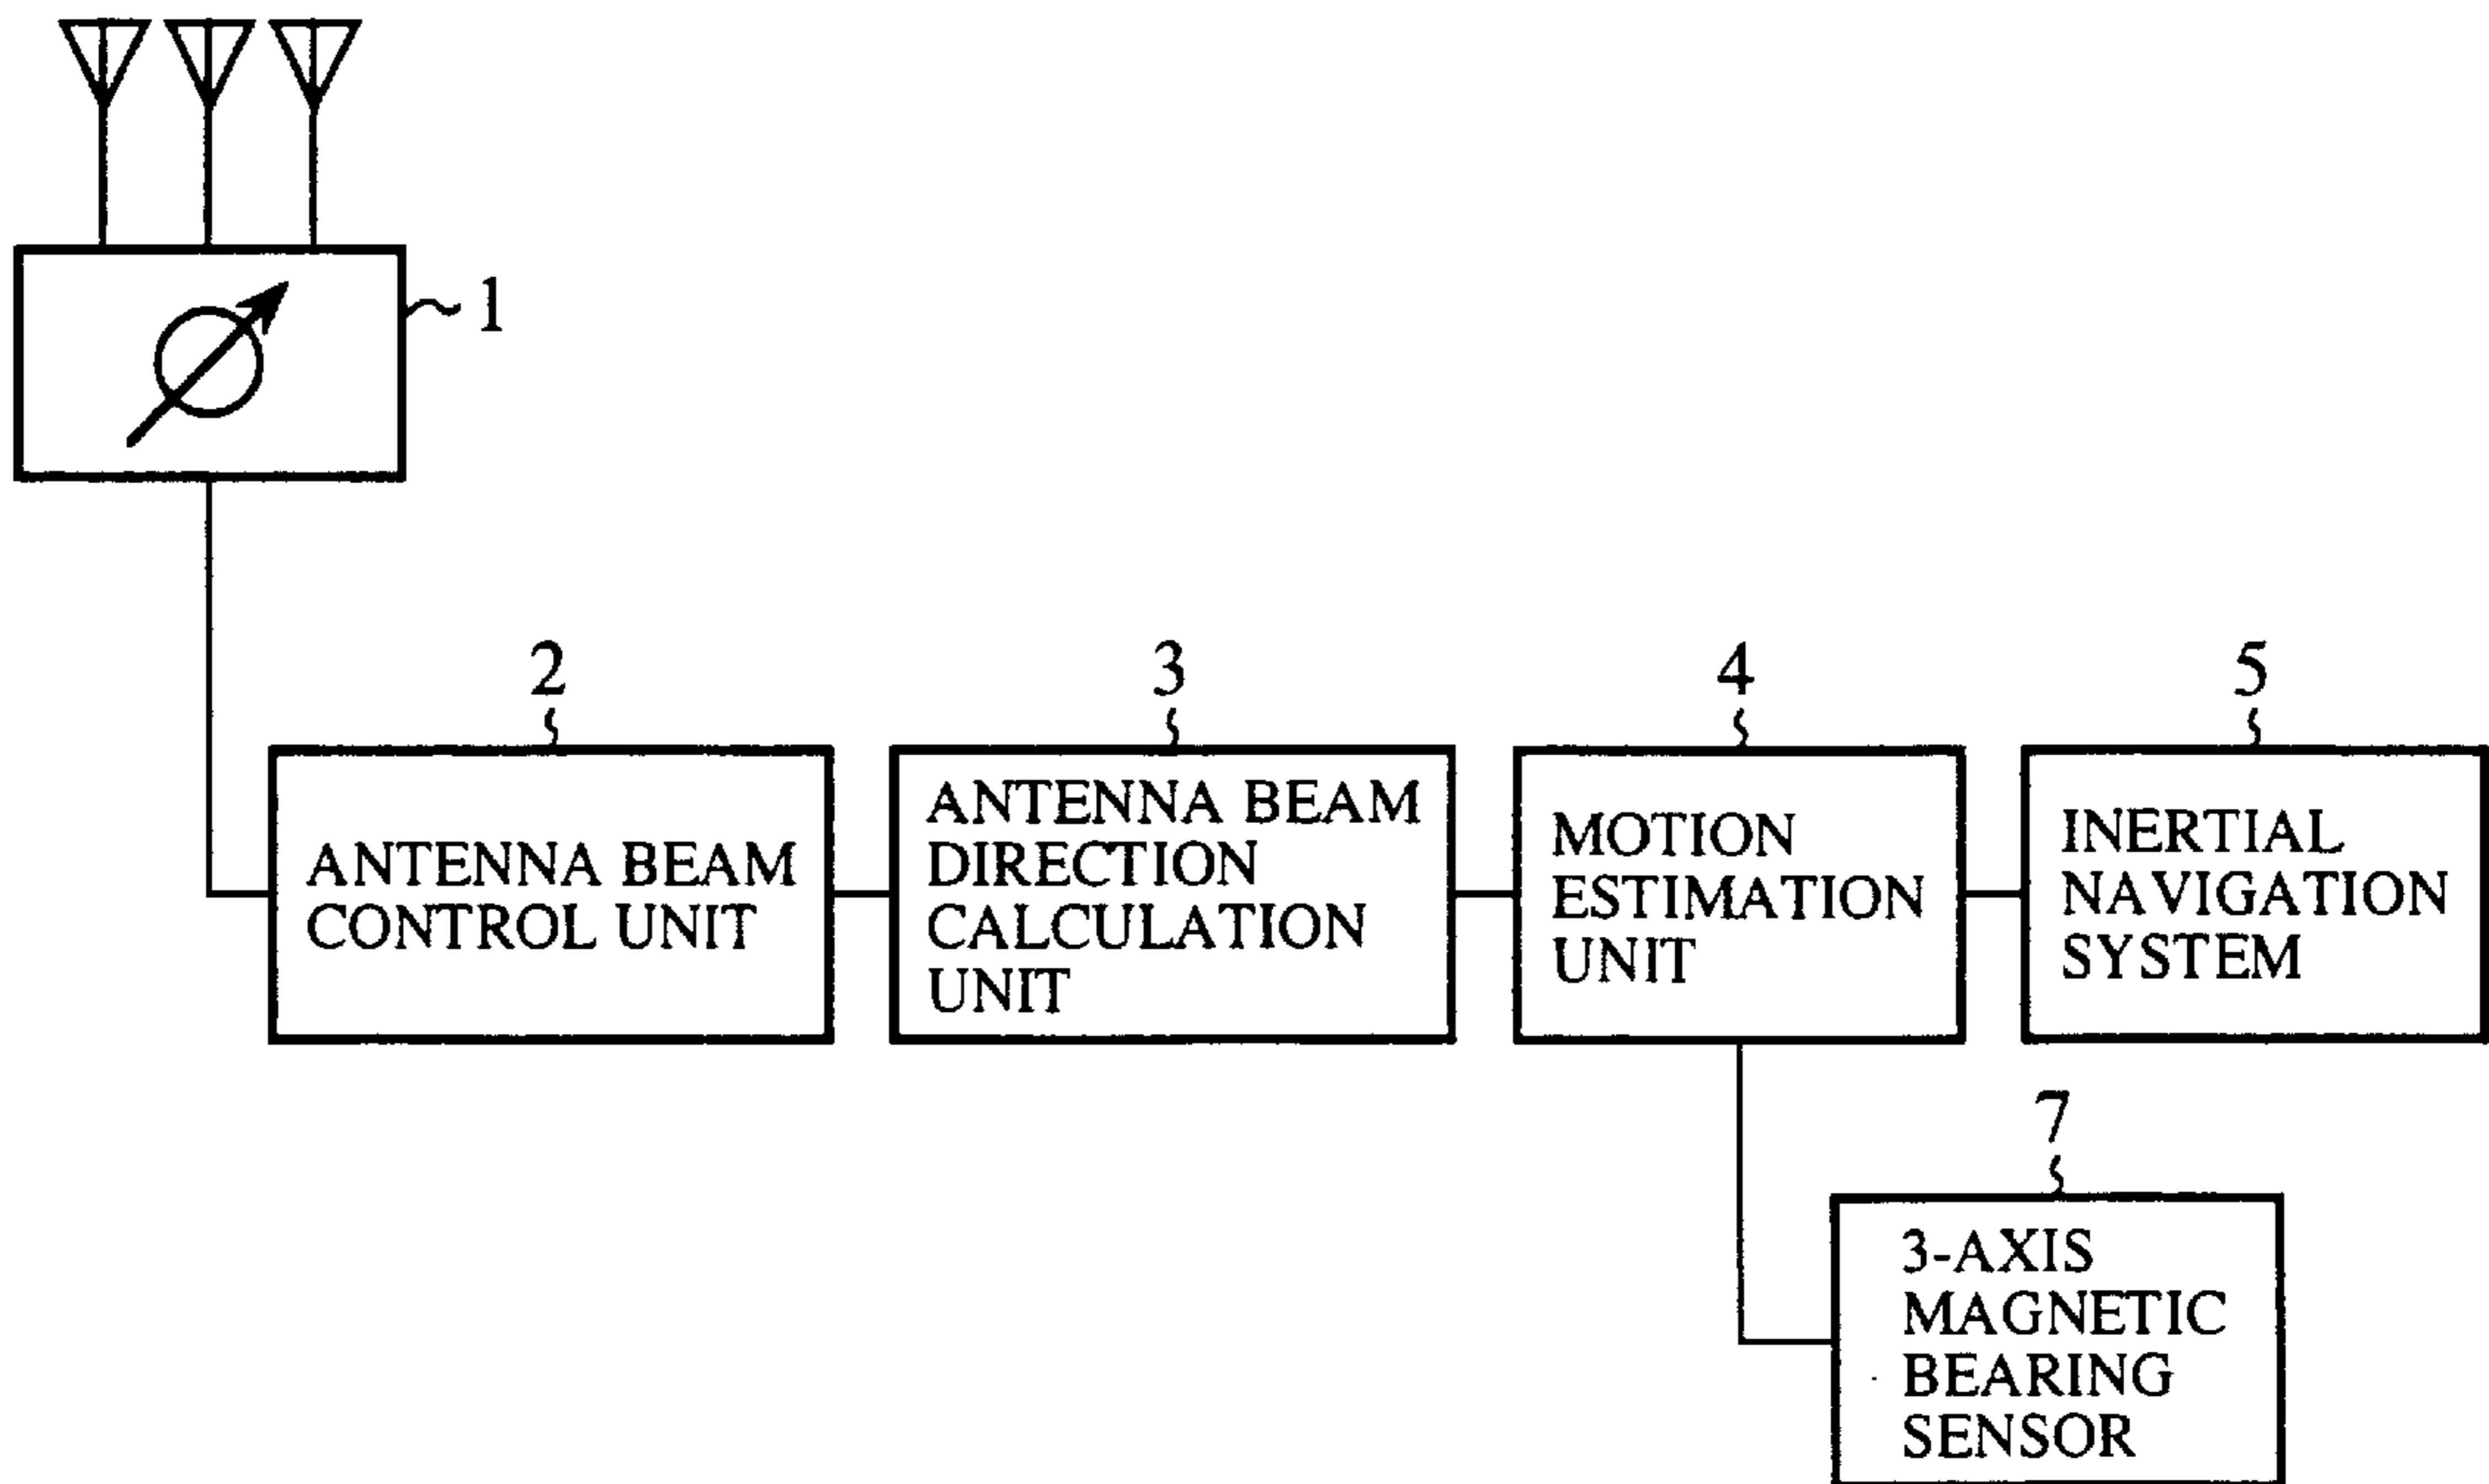 1
2
3
4
5
ANTENNA BEAM
CONTROL UNIT
ANTENNA BEAM
DIRECTION
CALCULATION
UNIT
MOTION
ESTIMATION
UNIT
INERTIAL
NAVIGATION
SYSTEM
7
3-AXIS
MAGNETIC
BEARING
SENSOR